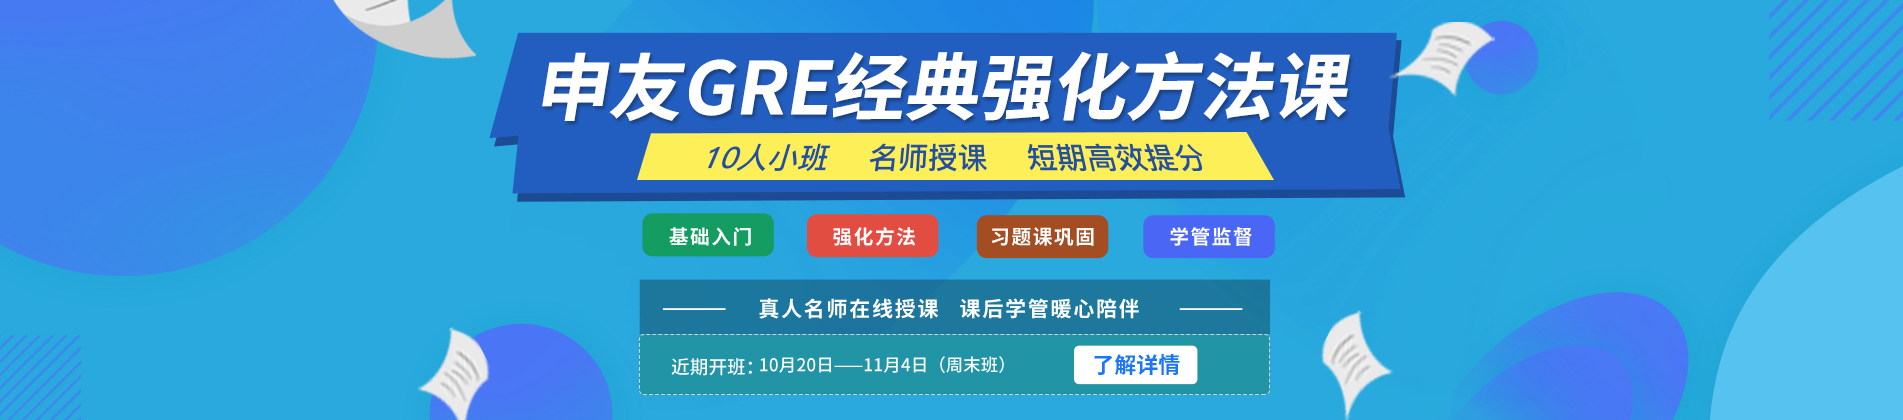 申友GRE经典强化方法课
10人小班 名师授课 短期高效提分
基础入门 强化方法 习题课巩固 学管监督
真人名师在线授课 课后学管暖心陪伴
近期开班：10月20日——11月4日（周末班） 了解详情